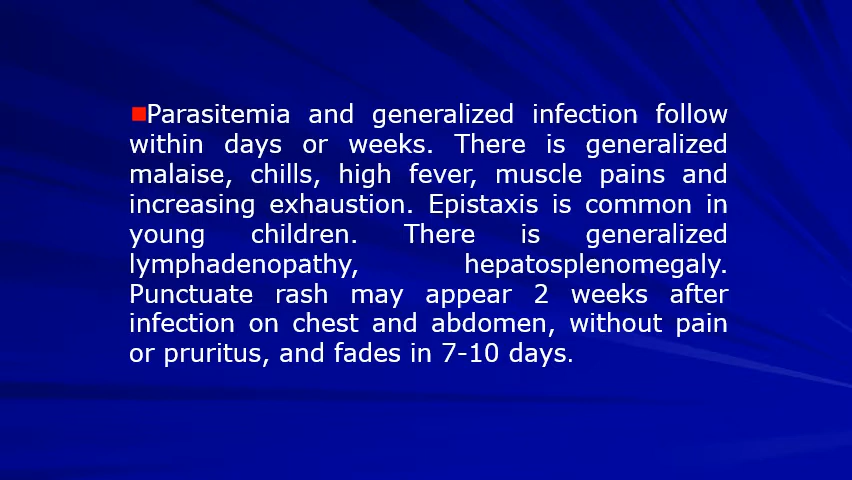 Parasitemia and generalized infection follow
within days or weeks. There is generalized
malaise, chills, high fever, muscle pains and
increasing exhaustion. Epistaxis is common in
young children. There is generalized
lymphadenopathy, hepatosplenomegaly.
Punctuate rash may appear 2 weeks after
infection on chest and abdomen, without pain
or pruritus, and fades in 7-10 days.